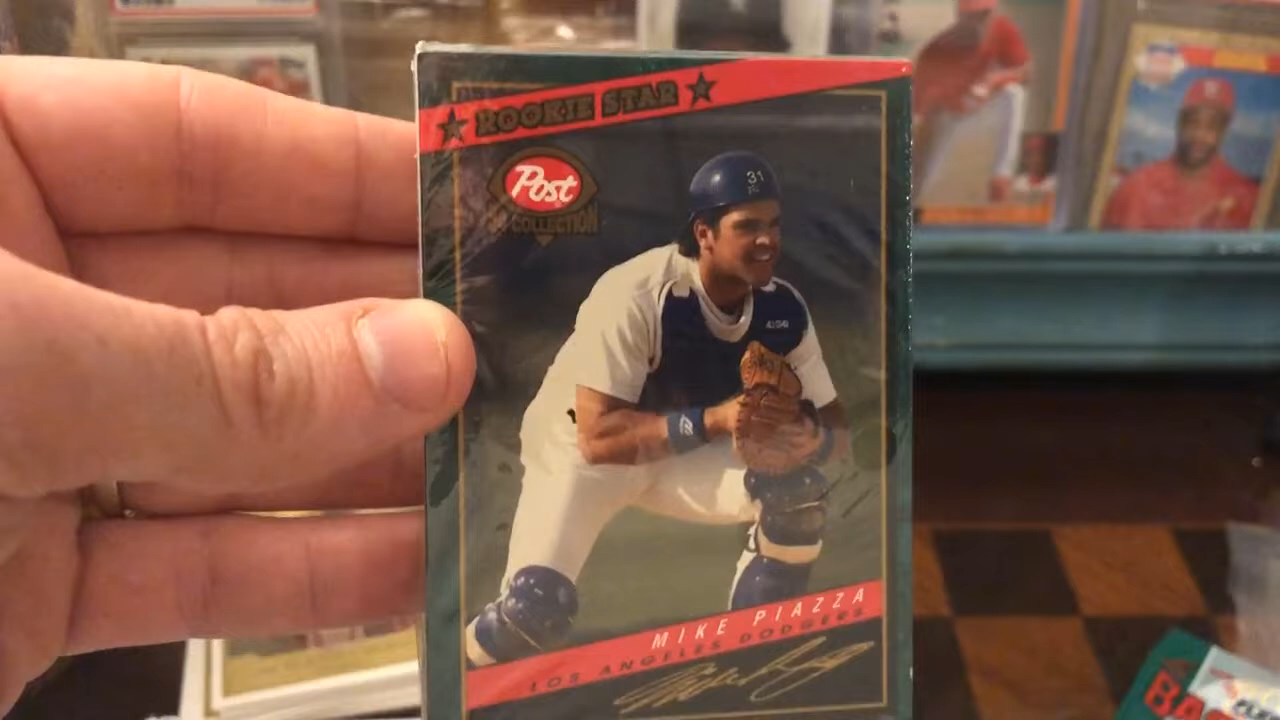 ★ ROOKIE STAR ★
Post
COLLECTION
31
MIKE PIAZZA
LOS ANGELES DODGERS